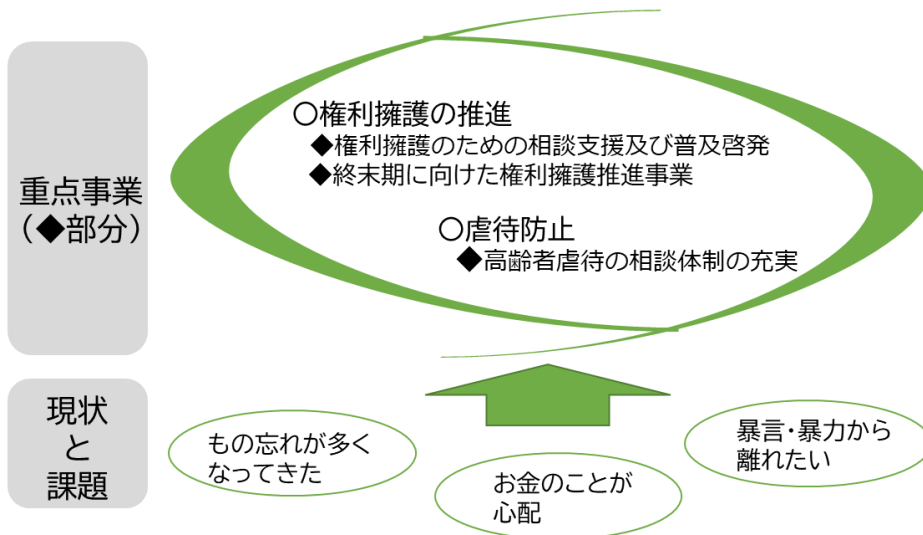 重点事業
（◆部分）
○権利擁護の推進
◆権利擁護のための相談支援及び普及啓発
◆終末期に向けた権利擁護推進事業
○虐待防止
◆高齢者虐待の相談体制の充実
現状
と
課題
もの忘れが多く
なってきた
お金のことが
心配
暴言・暴力から
離れたい